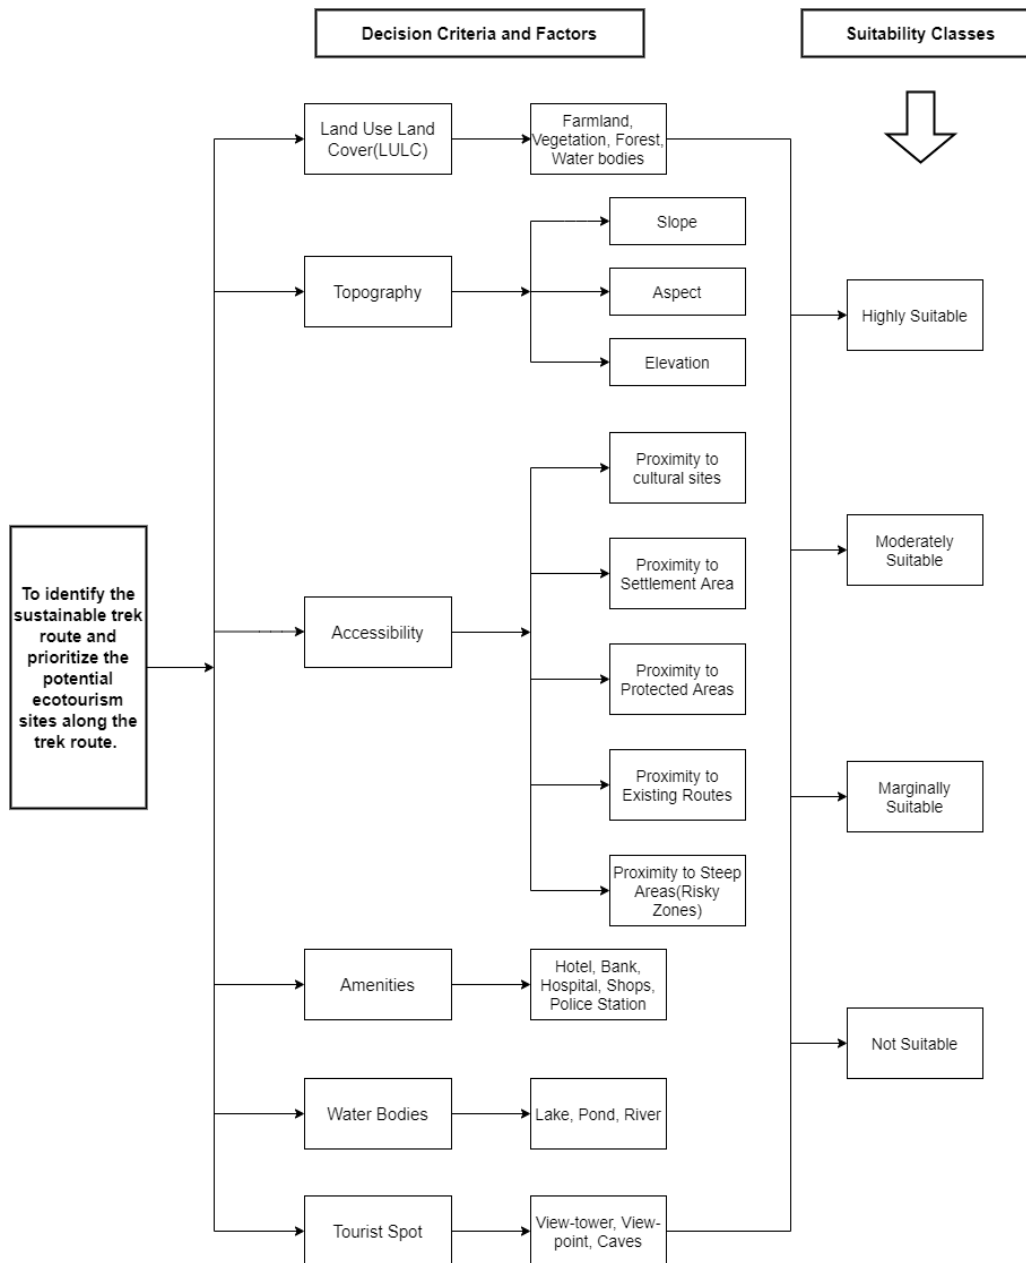 Decision Criteria and Factors
Suitability Classes
Land Use Land
Cover(LULC)
Farmland,
Vegetation, Forest,
Water bodies
Topography
Slope
Aspect
Elevation
Highly Suitable
Proximity to
cultural sites
Proximity to
Settlement Area
Moderately
Suitable
To identify the
sustainable trek
route and
prioritize the
potential
ecotourism
sites along the
trek route.
Accessibility
Proximity to
Protected Areas
Proximity to
Existing Routes
Marginally
Suitable
Proximity to Steep
Areas(Risky
Zones)
Amenities
Hotel, Bank,
Hospital, Shops,
Police Station
Not Suitable
Water Bodies
Lake, Pond, River
Tourist Spot
View-tower, View-
point, Caves